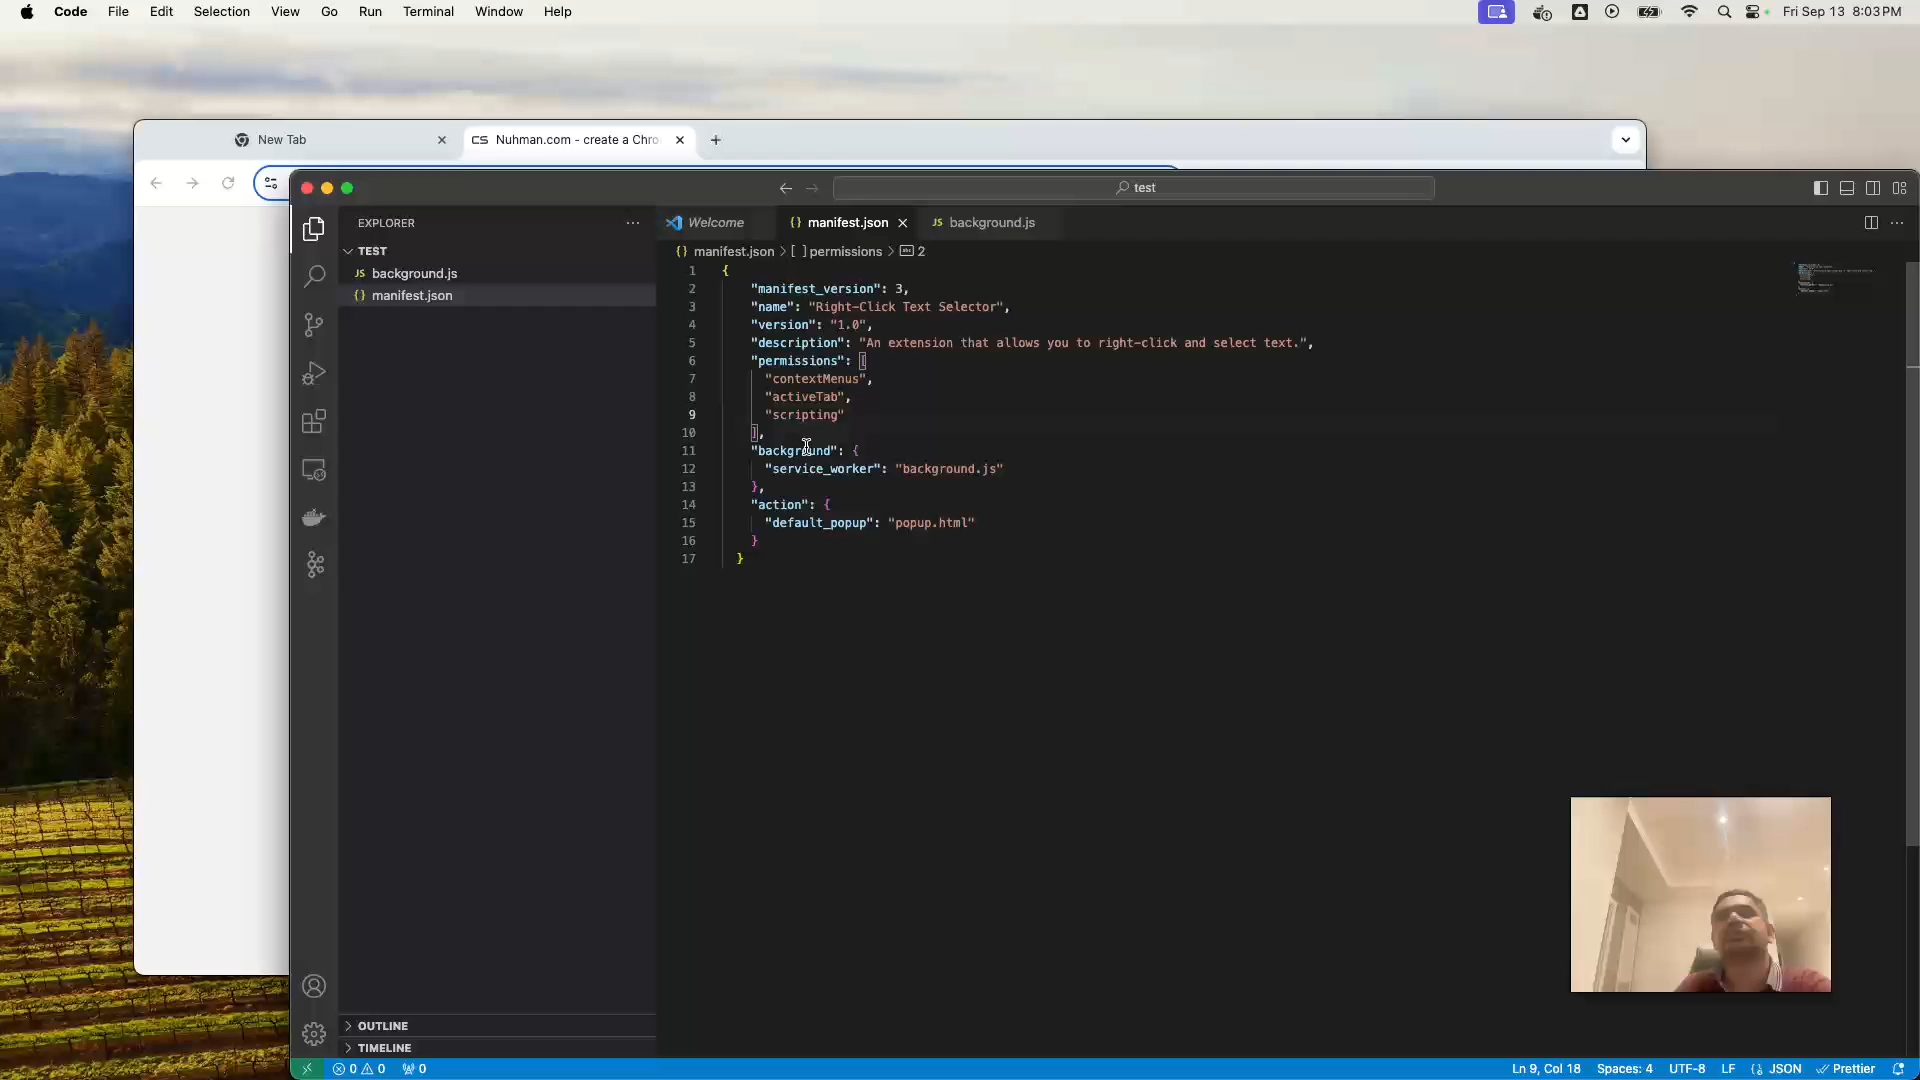 Code File Edit Selection View Go Run Terminal Window Help Fri Sep 13 8:03 PM
New Tab
CS Nuhman.com - create a Chro
test
EXPLORER
TEST
JS background.js
{} manifest.json
OUTLINE
TIMELINE
Welcome {} manifest.json JS background.js
{} manifest.json > [ ] permissions > abc 2
1 {
2 "manifest_version": 3,
3 "name": "Right-Click Text Selector",
4 "version": "1.0",
5 "description": "An extension that allows you to right-click and select text.",
6 "permissions": [
7 "contextMenus",
8 "activeTab",
9 "scripting"
10 ],
11 "background": {
12 "service_worker": "background.js"
13 },
14 "action": {
15 "default_popup": "popup.html"
16 }
17 }
0 0 0 Ln 9, Col 18 Spaces: 4 UTF-8 LF {} JSON Prettier